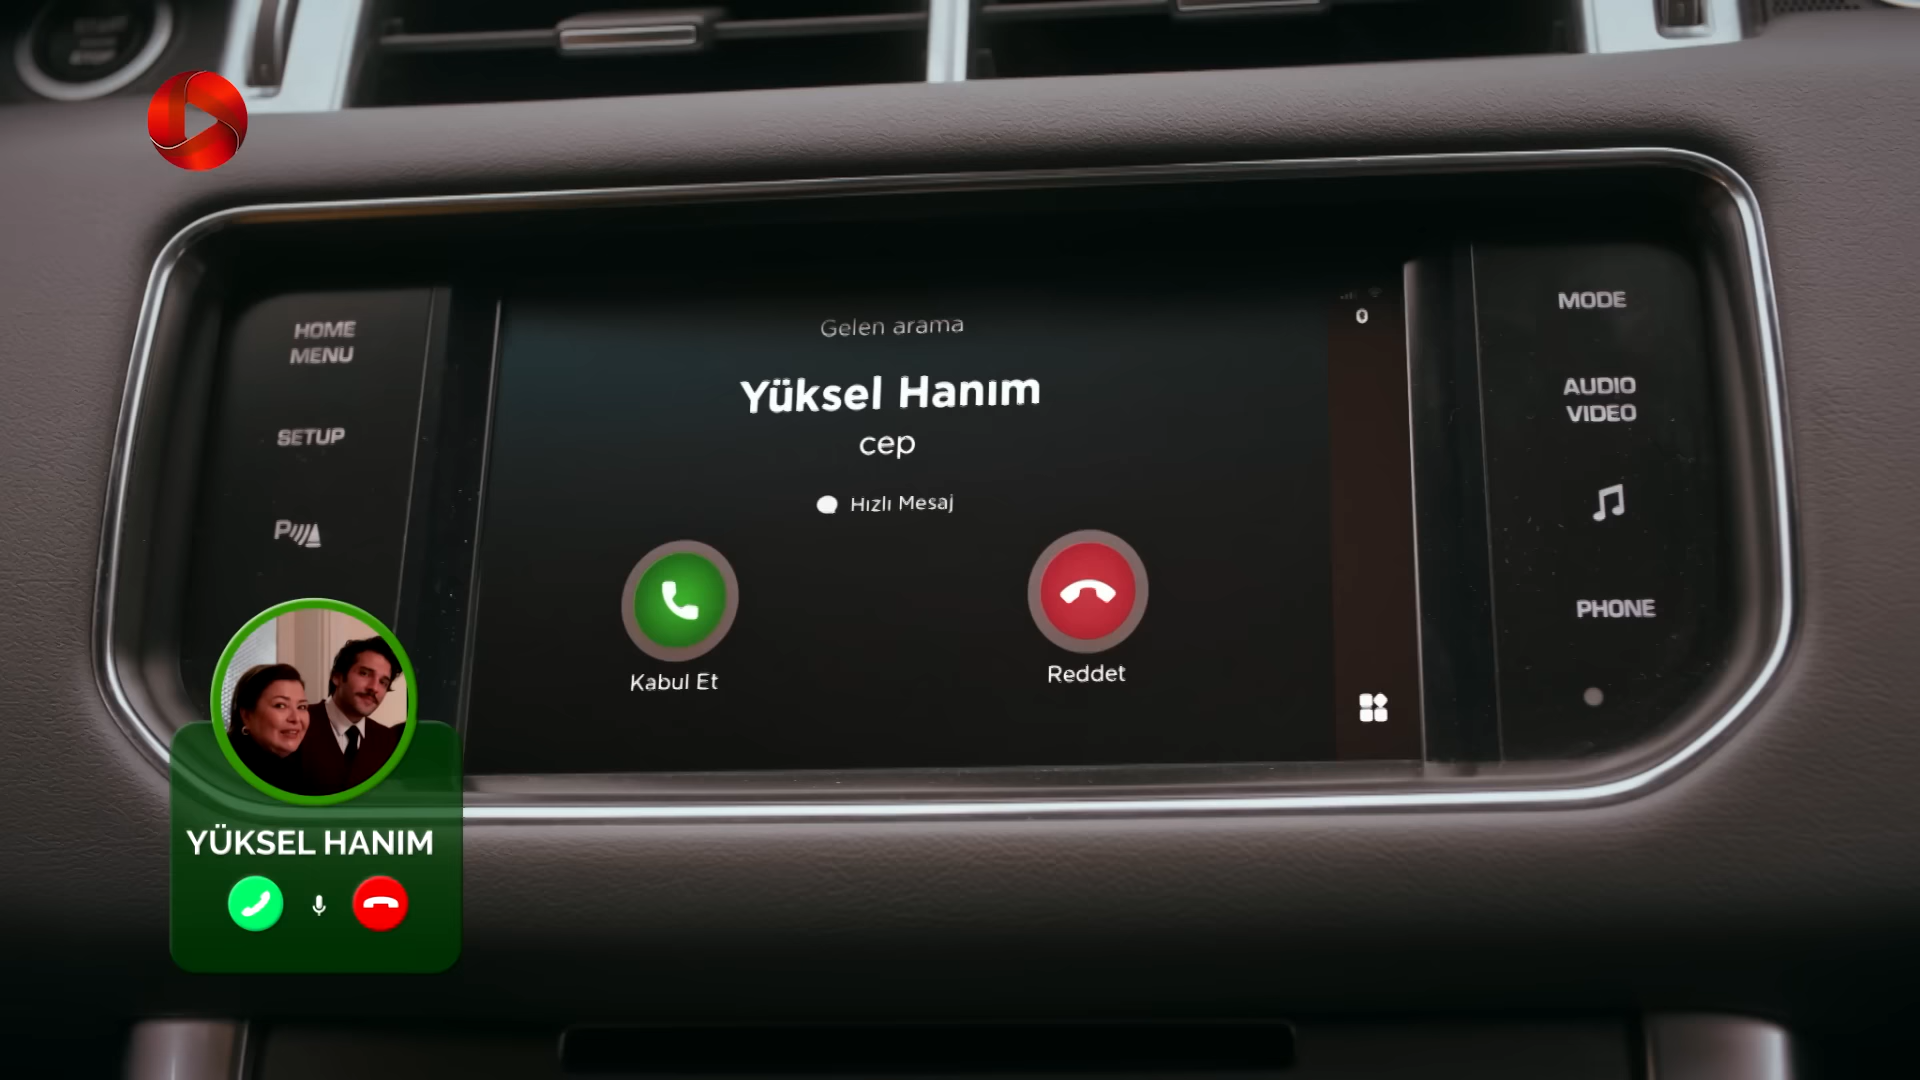 HOME
MENU
SETUP
P
Gelen arama
Yüksel Hanım
cep
Hızlı Mesaj
Kabul Et
Reddet
0
MODE
AUDIO
VIDEO
PHONE
YÜKSEL HANIM